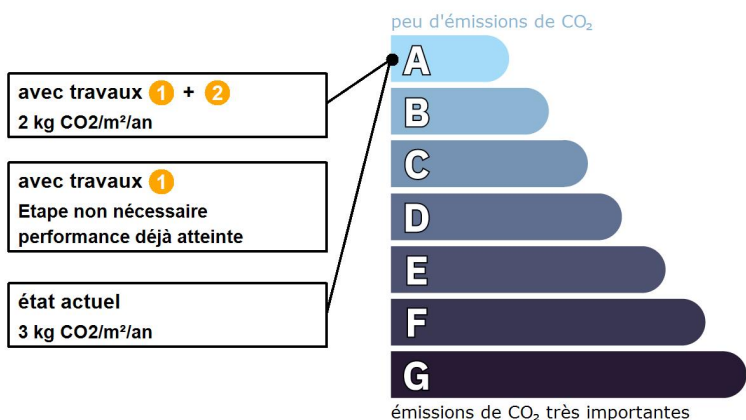 peu d'émissions de CO₂
avec travaux 1 + 2
2 kg CO2/m²/an
avec travaux 1
Etape non nécessaire
performance déjà atteinte
état actuel
3 kg CO2/m²/an
A
B
C
D
E
F
G
émissions de CO₂ très importantes